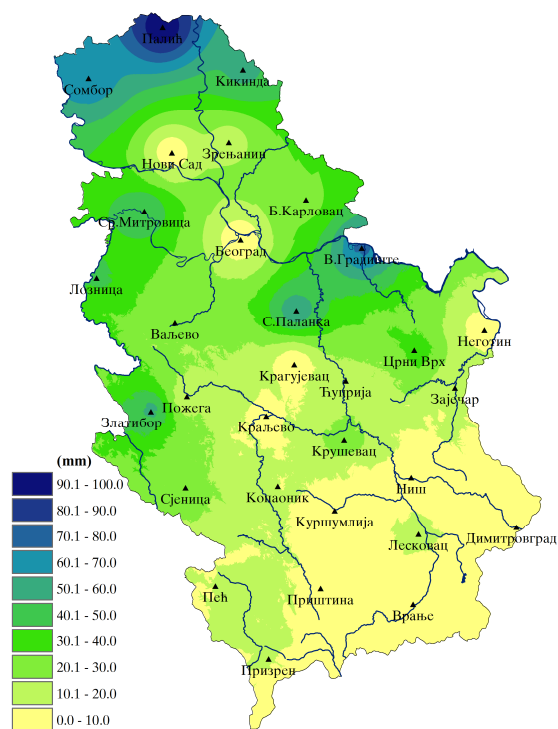 Палић
Сомбор
Кикинда
Нови Сад
Зрењанин
Ср.Митровица
Б.Карловац
Београд
В.Градиште
Лозница
С.Паланка
Ваљево
Неготин
Црни Врх
Крагујевац
Ћуприја
Зајечар
Пожега
Златибор
Краљево
Крушевац
(mm)
90.1 - 100.0
80.1 - 90.0
70.1 - 80.0
60.1 - 70.0
50.1 - 60.0
40.1 - 50.0
30.1 - 40.0
20.1 - 30.0
10.1 - 20.0
0.0 - 10.0
Сјеница
Копаоник
Ниш
Куршумлија
Димитровград
Лесковац
Пећ
Приштина
Врање
Призрен